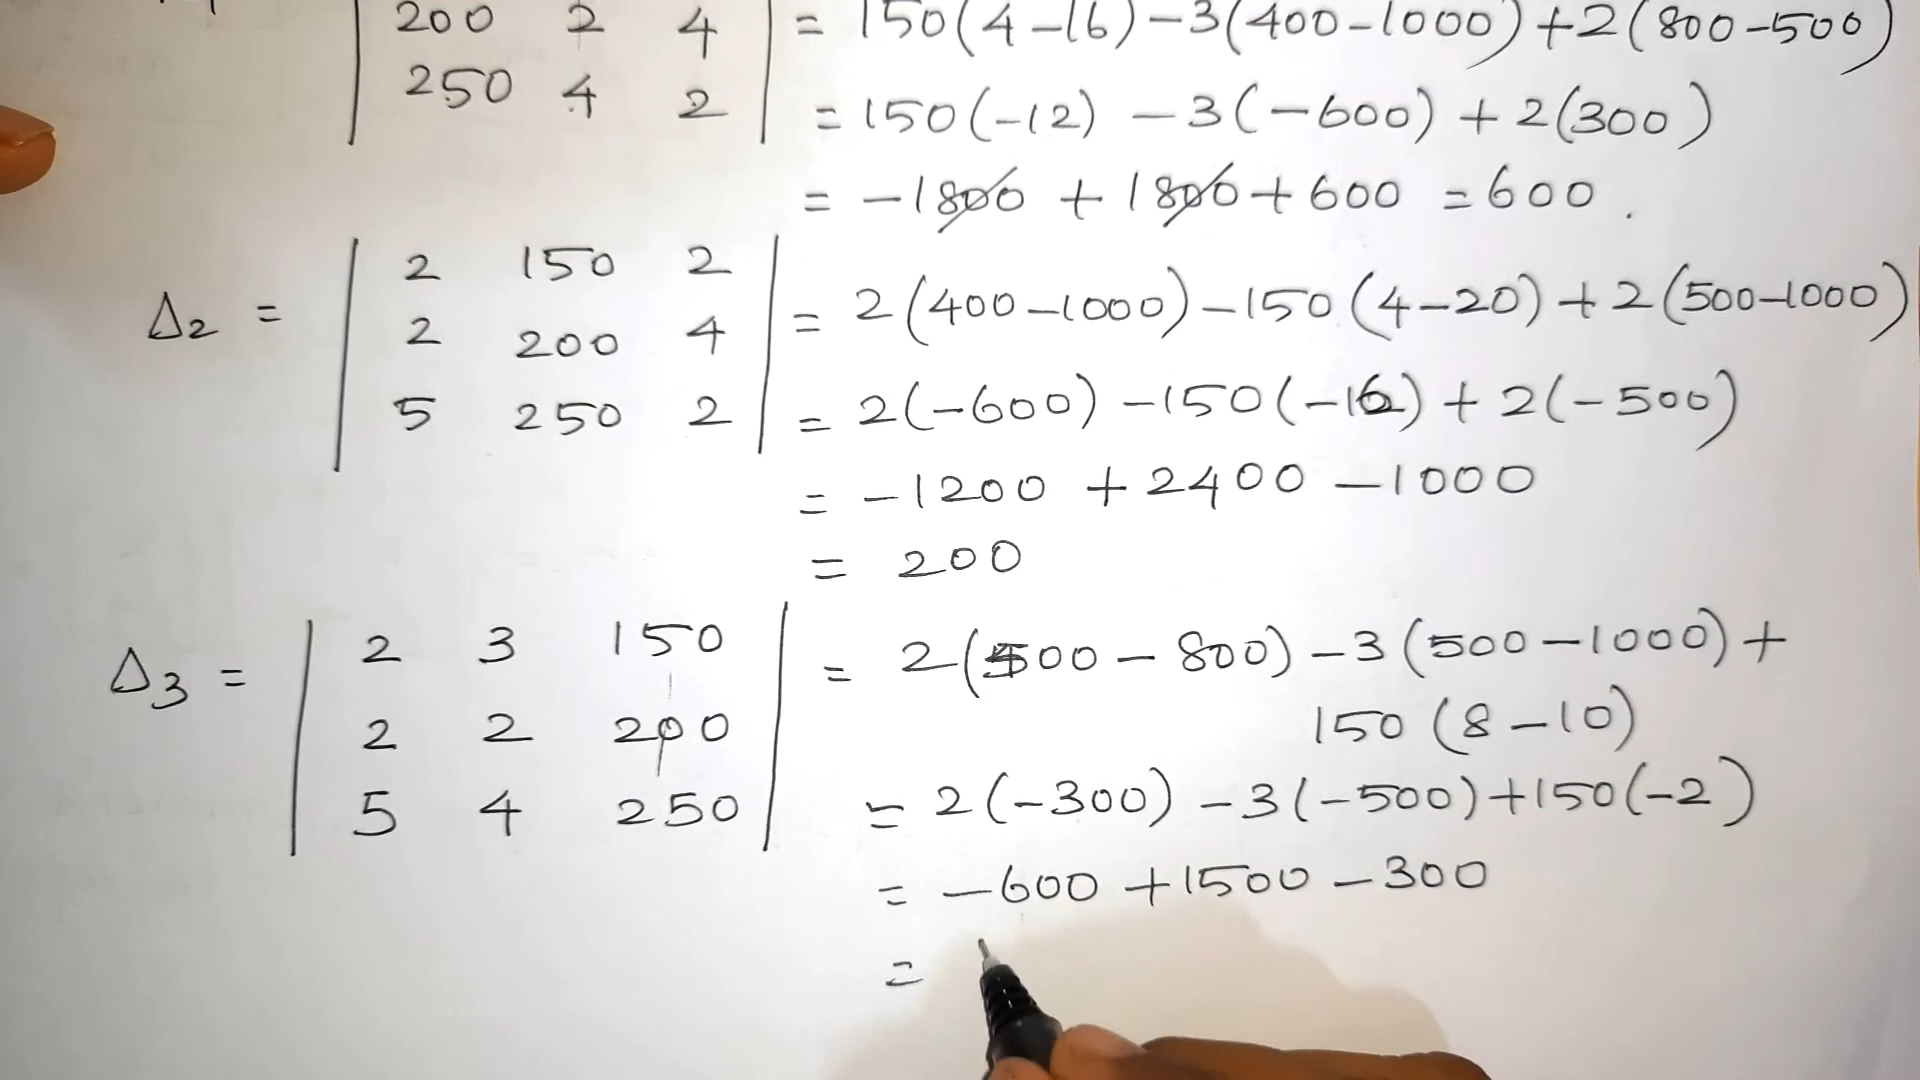 | 200 2 4 | = 150(4-16) -3(400-1000) +2(800-500)
| 250 4 2 | = 150(-12) -3(-600) + 2(300)
= -1800 + 1800 + 600 = 600.
Δ2 = | 2 150 2 | = 2(400-1000) -150(4-20) + 2(500-1000)
| 2 200 4 |
| 5 250 2 | = 2(-600) -150(-16) + 2(-500)
= -1200 + 2400 - 1000
= 200
Δ3 = | 2 3 150 | = 2(500 - 800) -3(500-1000) +
| 2 2 200 | 150(8-10)
| 5 4 250 | = 2(-300) -3(-500) +150(-2)
= -600 +1500 -300
=